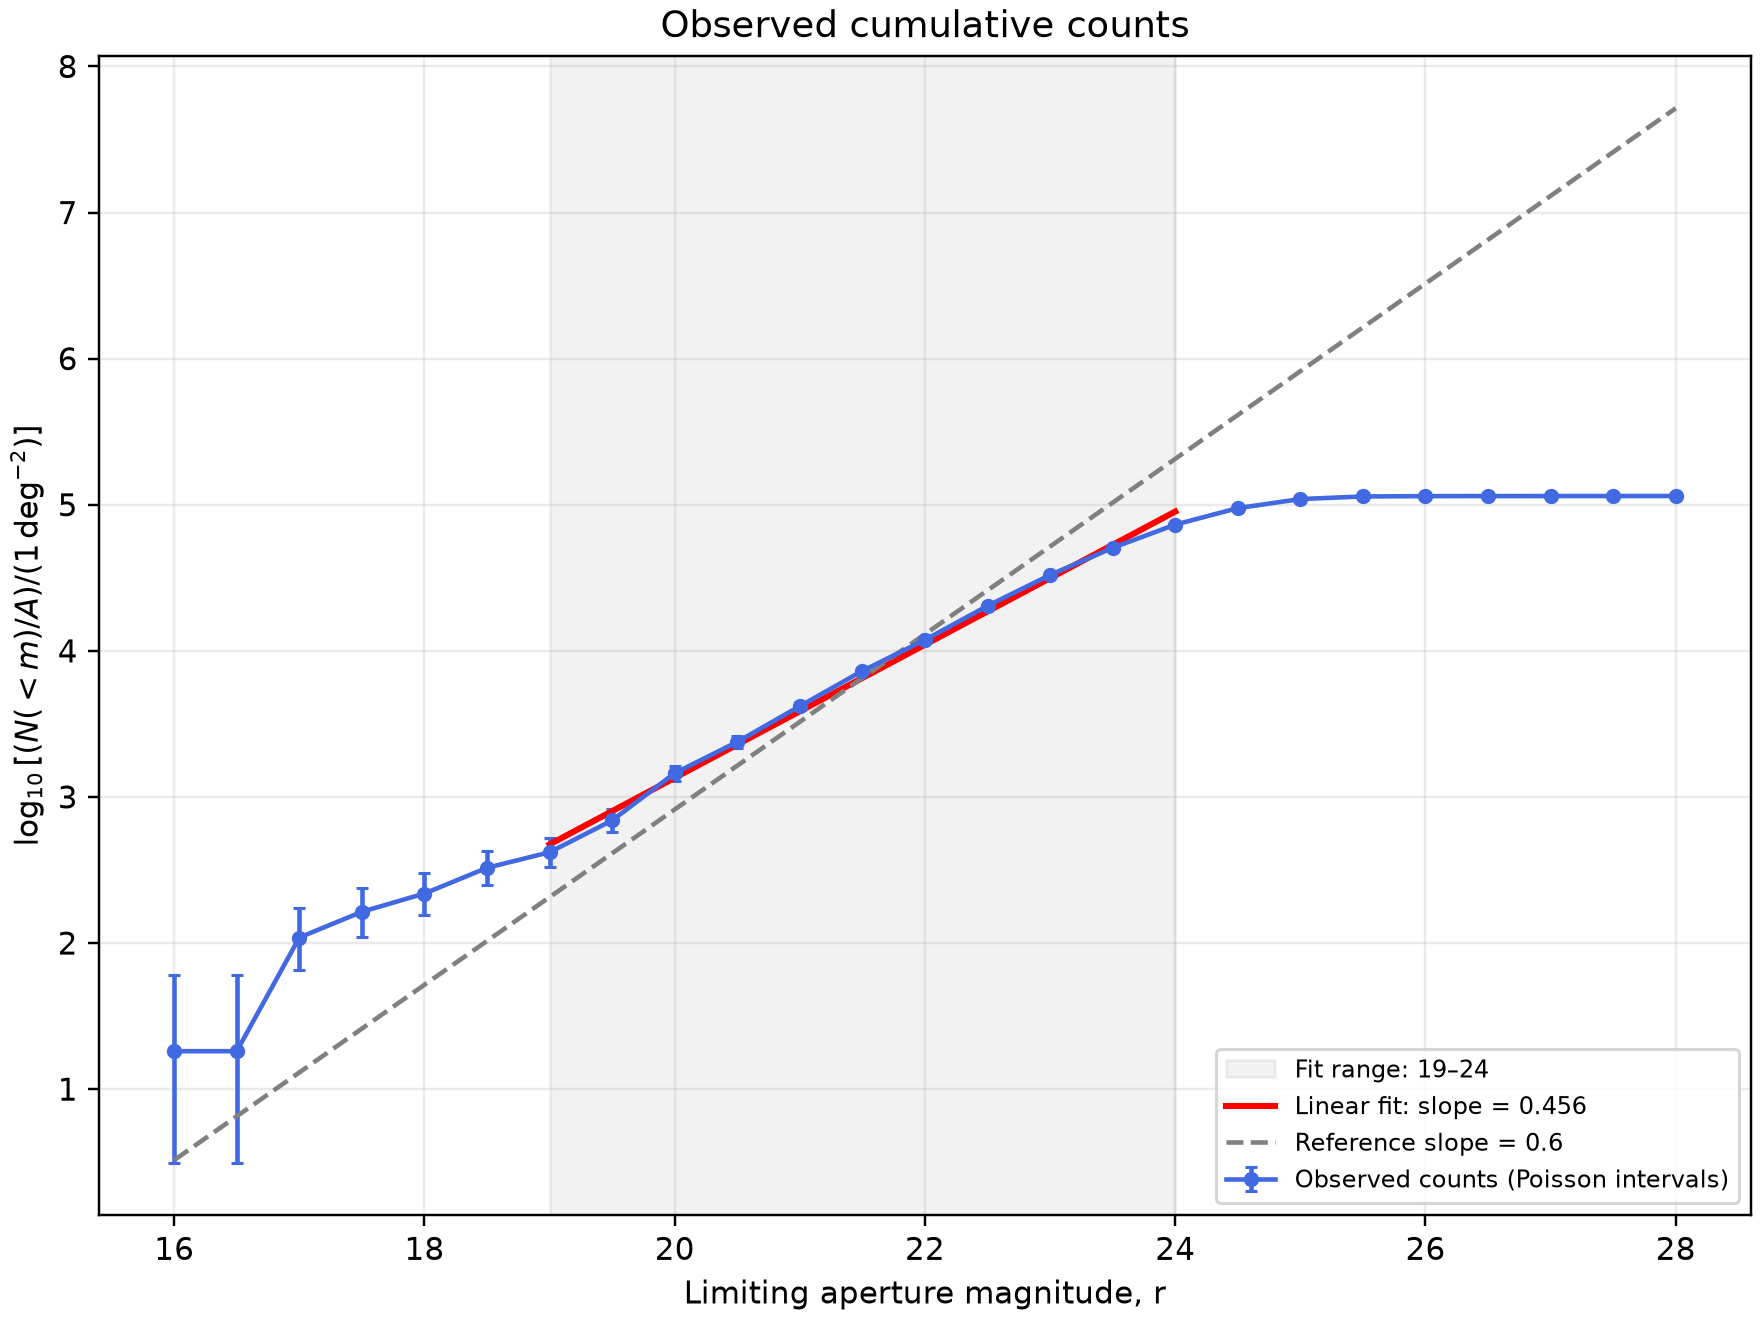 Observed cumulative counts
8
7
6
5
4
3
2
1
log₁₀ [(N( < m)/A)/(1 deg⁻²)]
Fit range: 19–24
Linear fit: slope = 0.456
Reference slope = 0.6
Observed counts (Poisson intervals)
16 18 20 22 24 26 28
Limiting aperture magnitude, r